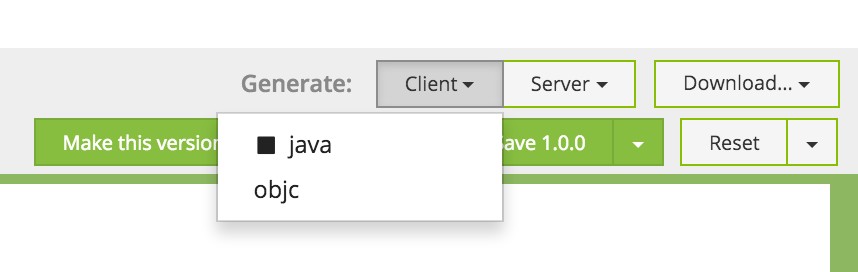 Generate: Client Server Download...
Make this version ave 1.0.0 Reset
java
objc